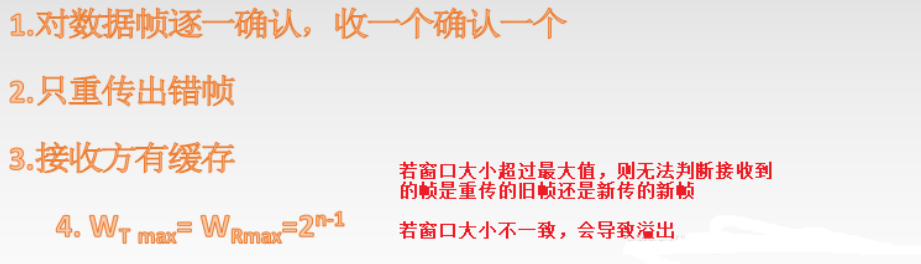 1.对数据帧逐一确认，收一个确认一个
2.只重传出错帧
3.接收方有缓存
若窗口大小超过最大值，则无法判断接收到
的帧是重传的旧帧还是新传的新帧
4. WT max= WRmax=2n-1
若窗口大小不一致，会导致溢出